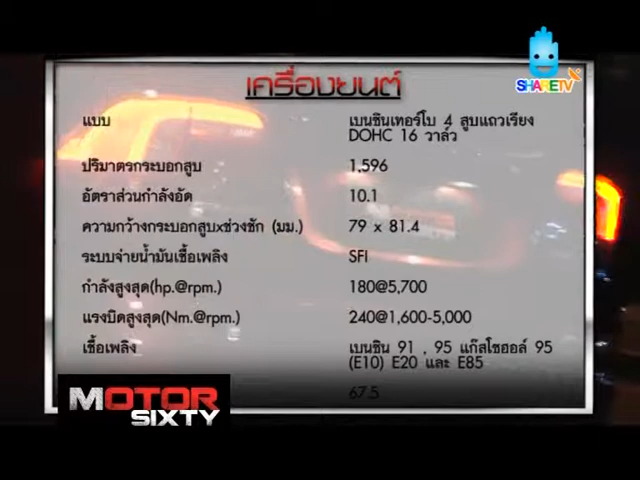 SHARETV
เครื่องยนต์
แบบ เบนซินเทอร์โบ 4 สูบแถวเรียง
DOHC 16 วาล์ว
ปริมาตรกระบอกสูบ 1,596
อัตราส่วนกำลังอัด 10.1
ความกว้างกระบอกสูบxช่วงชัก (มม.) 79 x 81.4
ระบบจ่ายน้ำมันเชื้อเพลิง SFI
กำลังสูงสุด(hp.@rpm.) 180@5,700
แรงบิดสูงสุด(Nm.@rpm.) 240@1,600-5,000
เชื้อเพลิง เบนซิน 91 , 95 แก๊สโซฮอล์ 95
(E10) E20 และ E85
67.5
MOTOR
SIXTY